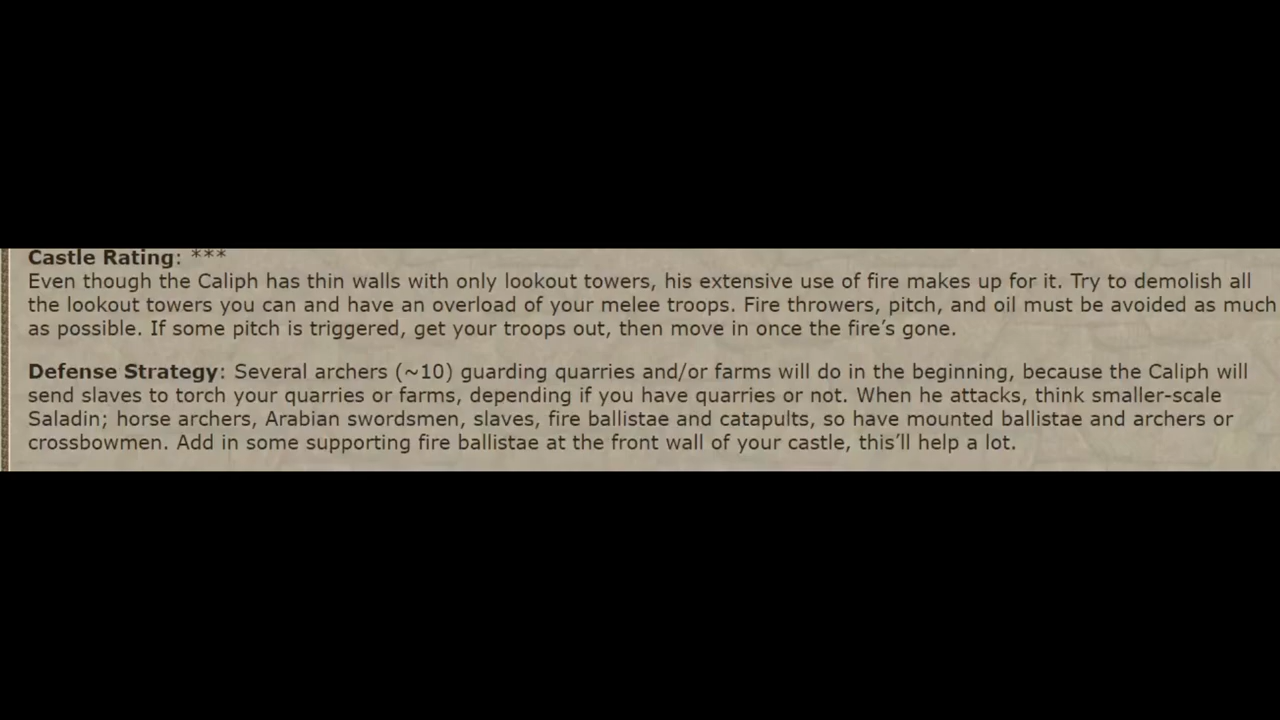 Castle Rating: ***
Even though the Caliph has thin walls with only lookout towers, his extensive use of fire makes up for it. Try to demolish all
the lookout towers you can and have an overload of your melee troops. Fire throwers, pitch, and oil must be avoided as much
as possible. If some pitch is triggered, get your troops out, then move in once the fire’s gone.
Defense Strategy: Several archers (~10) guarding quarries and/or farms will do in the beginning, because the Caliph will
send slaves to torch your quarries or farms, depending if you have quarries or not. When he attacks, think smaller-scale
Saladin; horse archers, Arabian swordsmen, slaves, fire ballistae and catapults, so have mounted ballistae and archers or
crossbowmen. Add in some supporting fire ballistae at the front wall of your castle, this’ll help a lot.